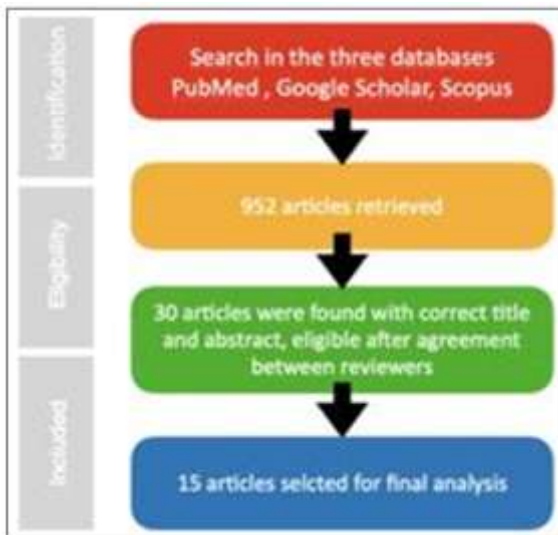 Identification
Search in the three databases
PubMed , Google Scholar, Scopus
Eligibility
952 articles retrieved
30 articles were found with correct title
and abstract, eligible after agreement
between reviewers
Included
15 articles selcted for final analysis